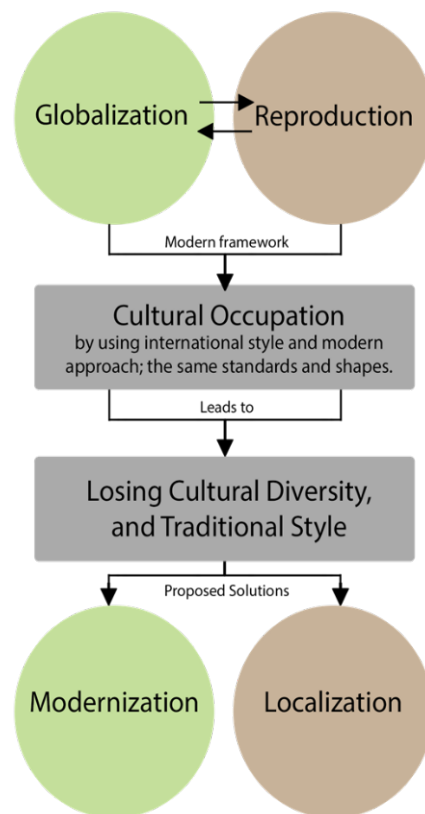 Globalization
Reproduction
Modern framework
Cultural Occupation
by using international style and modern
approach; the same standards and shapes.
Leads to
Losing Cultural Diversity,
and Traditional Style
Proposed Solutions
Modernization
Localization